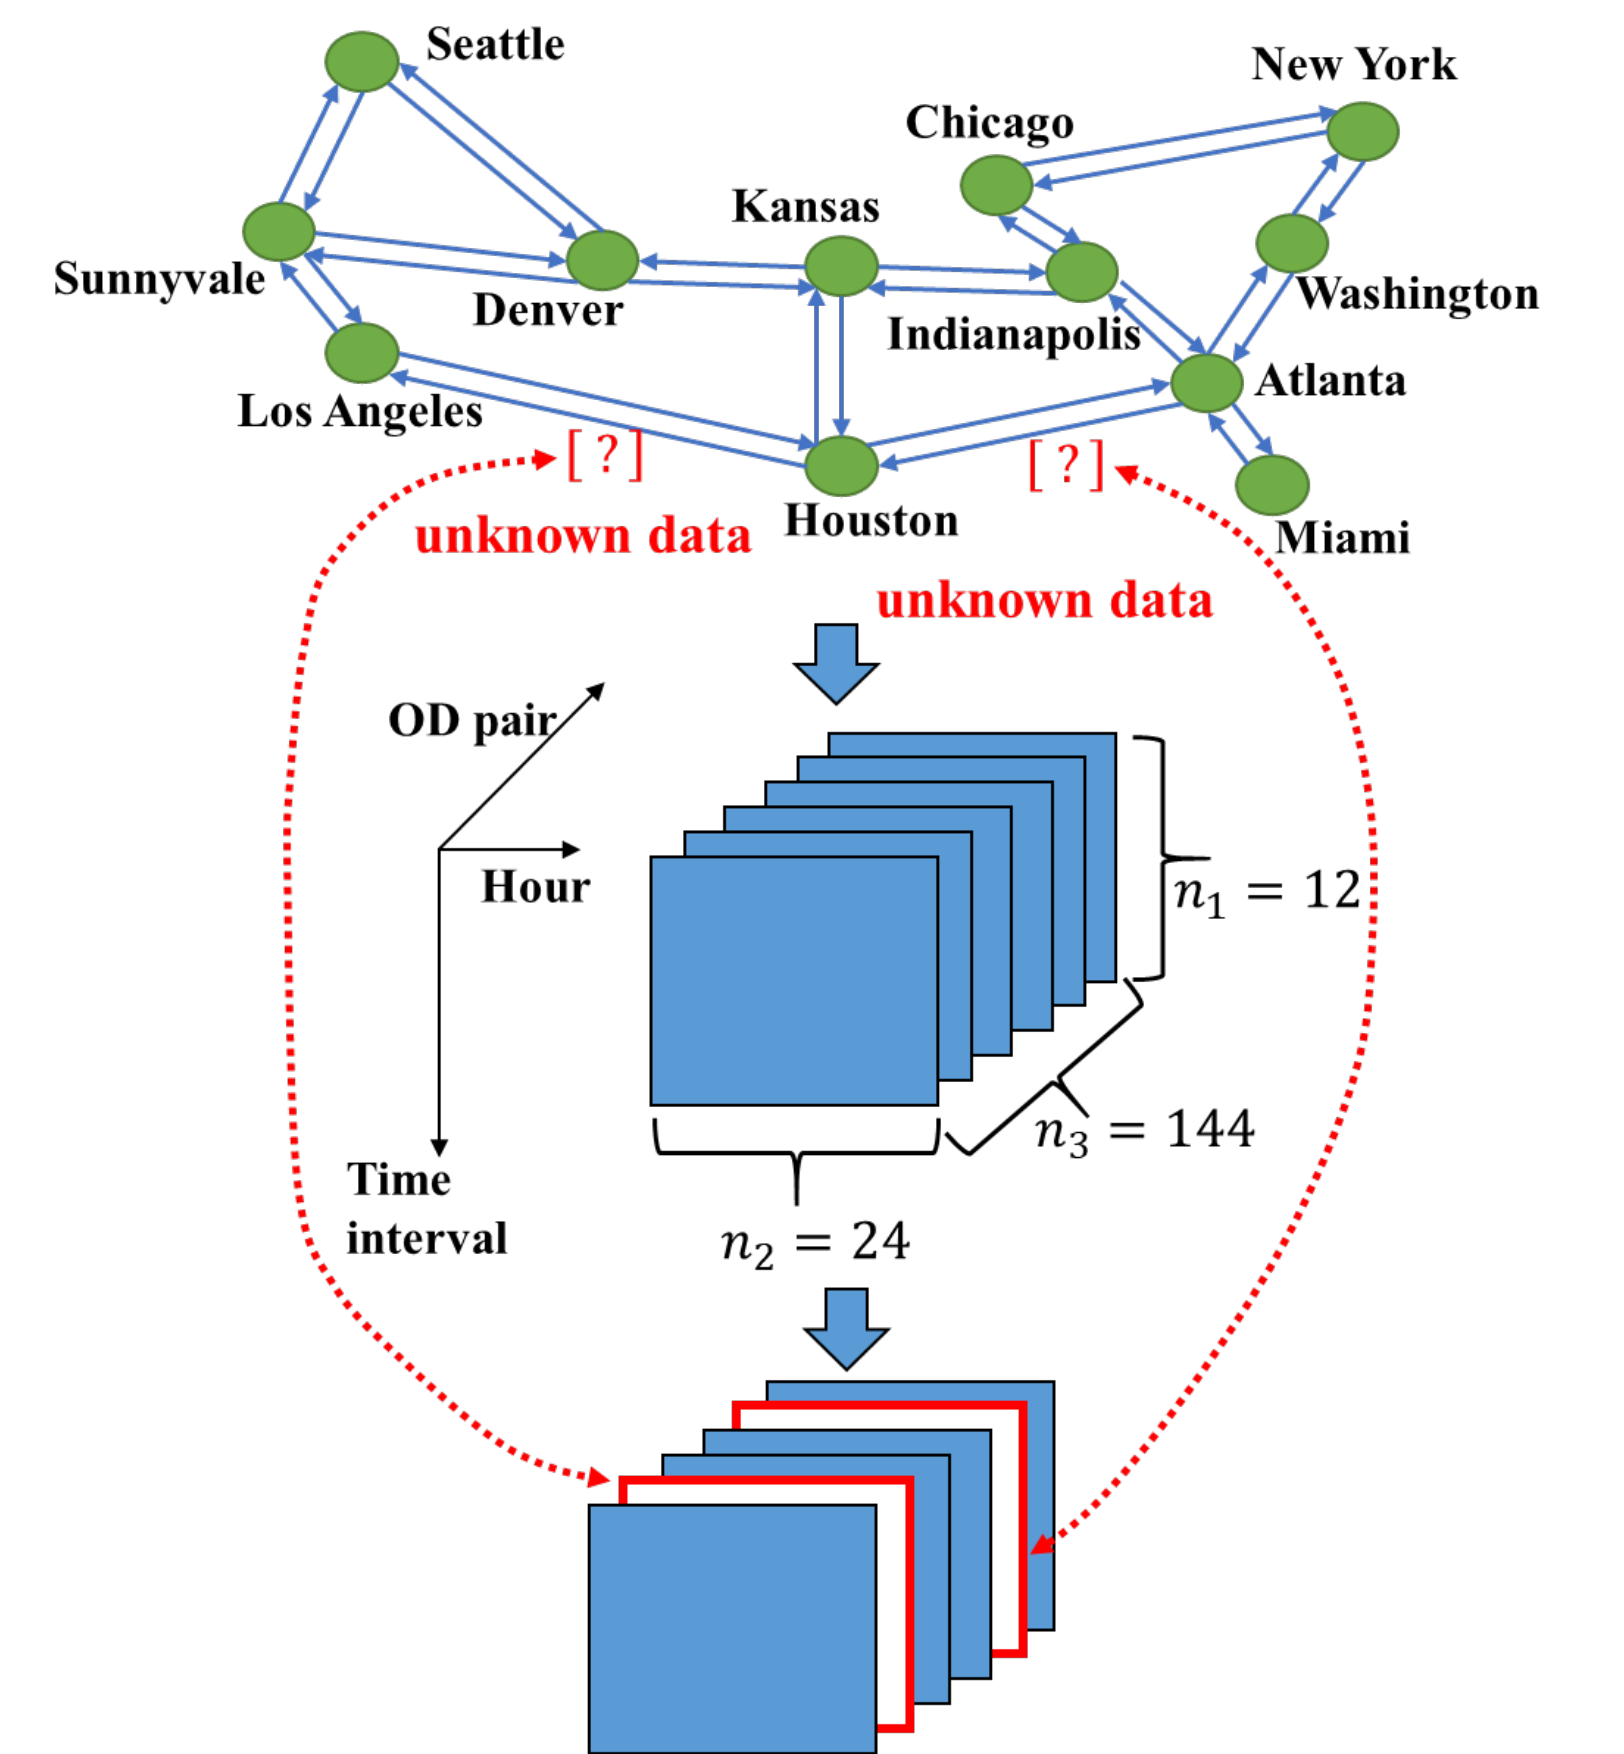 Seattle
New York
Chicago
Kansas
Sunnyvale
Denver
Washington
Indianapolis
Los Angeles
Atlanta
[ ? ]
[ ? ]
Houston
unknown data
Miami
unknown data
OD pair
Hour
n₁ = 12
n₃ = 144
Time
interval
n₂ = 24